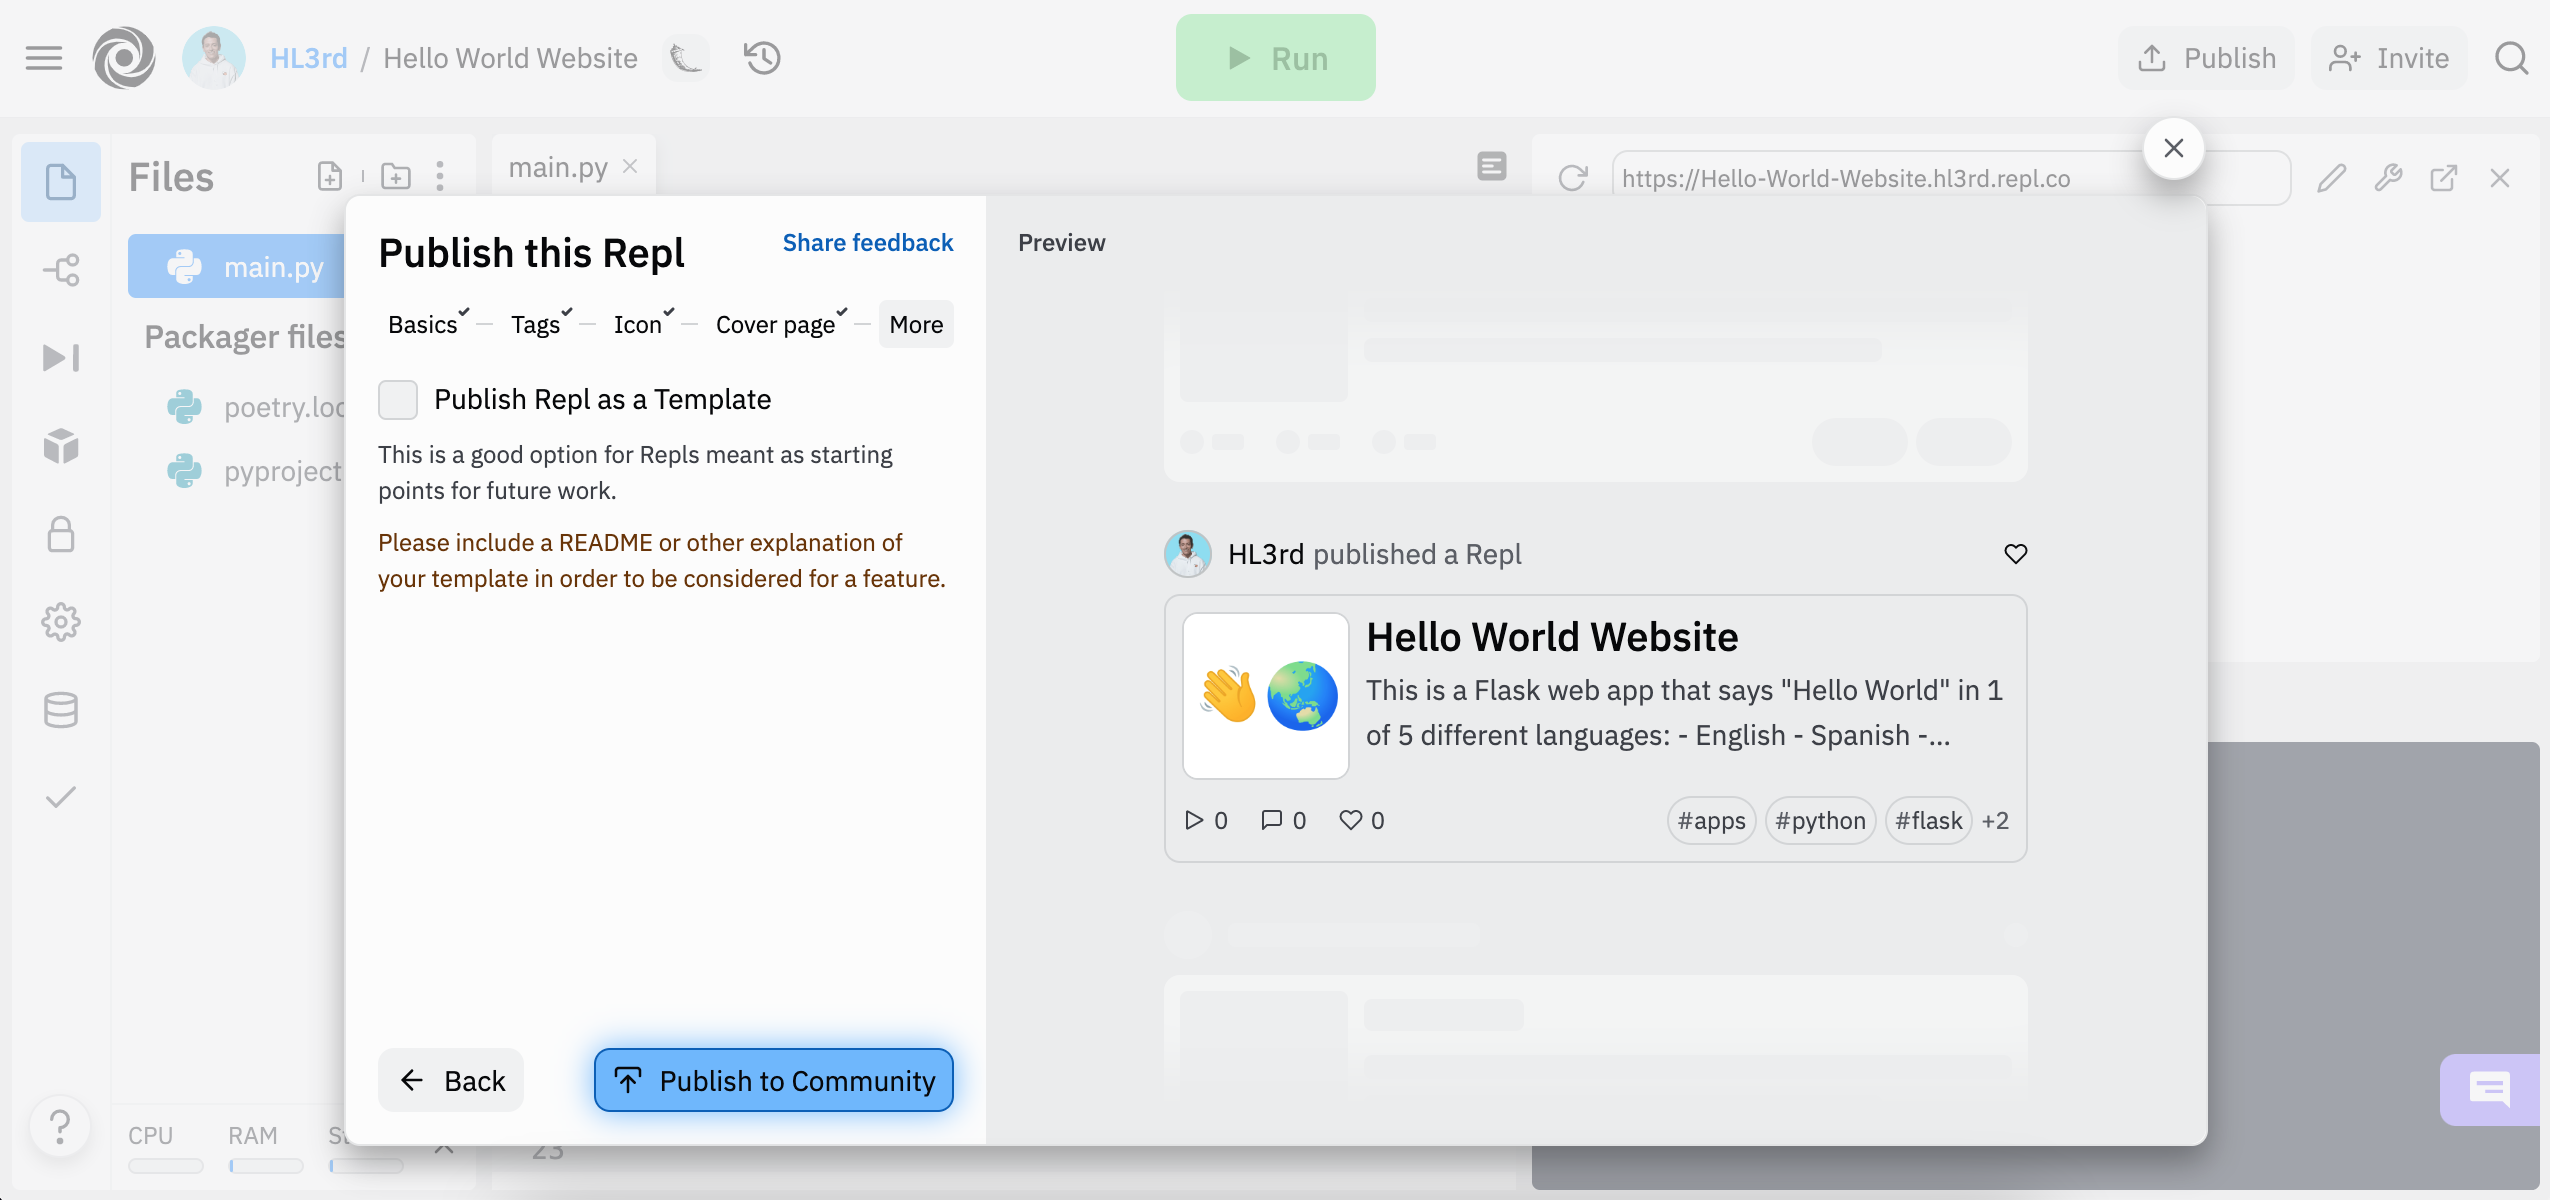 HL3rd / Hello World Website
Run
Publish
Invite
Files
main.py
https://Hello-World-Website.hl3rd.repl.co
main.py
Packager files
poetry.loc
pyproject
CPU
RAM
23
Publish this Repl
Share feedback
Basics
Tags
Icon
Cover page
More
Publish Repl as a Template
This is a good option for Repls meant as starting
points for future work.
Please include a README or other explanation of
your template in order to be considered for a feature.
Back
Publish to Community
Preview
HL3rd published a Repl
Hello World Website
This is a Flask web app that says "Hello World" in 1
of 5 different languages: - English - Spanish -...
0
0
0
#apps
#python
#flask
+2